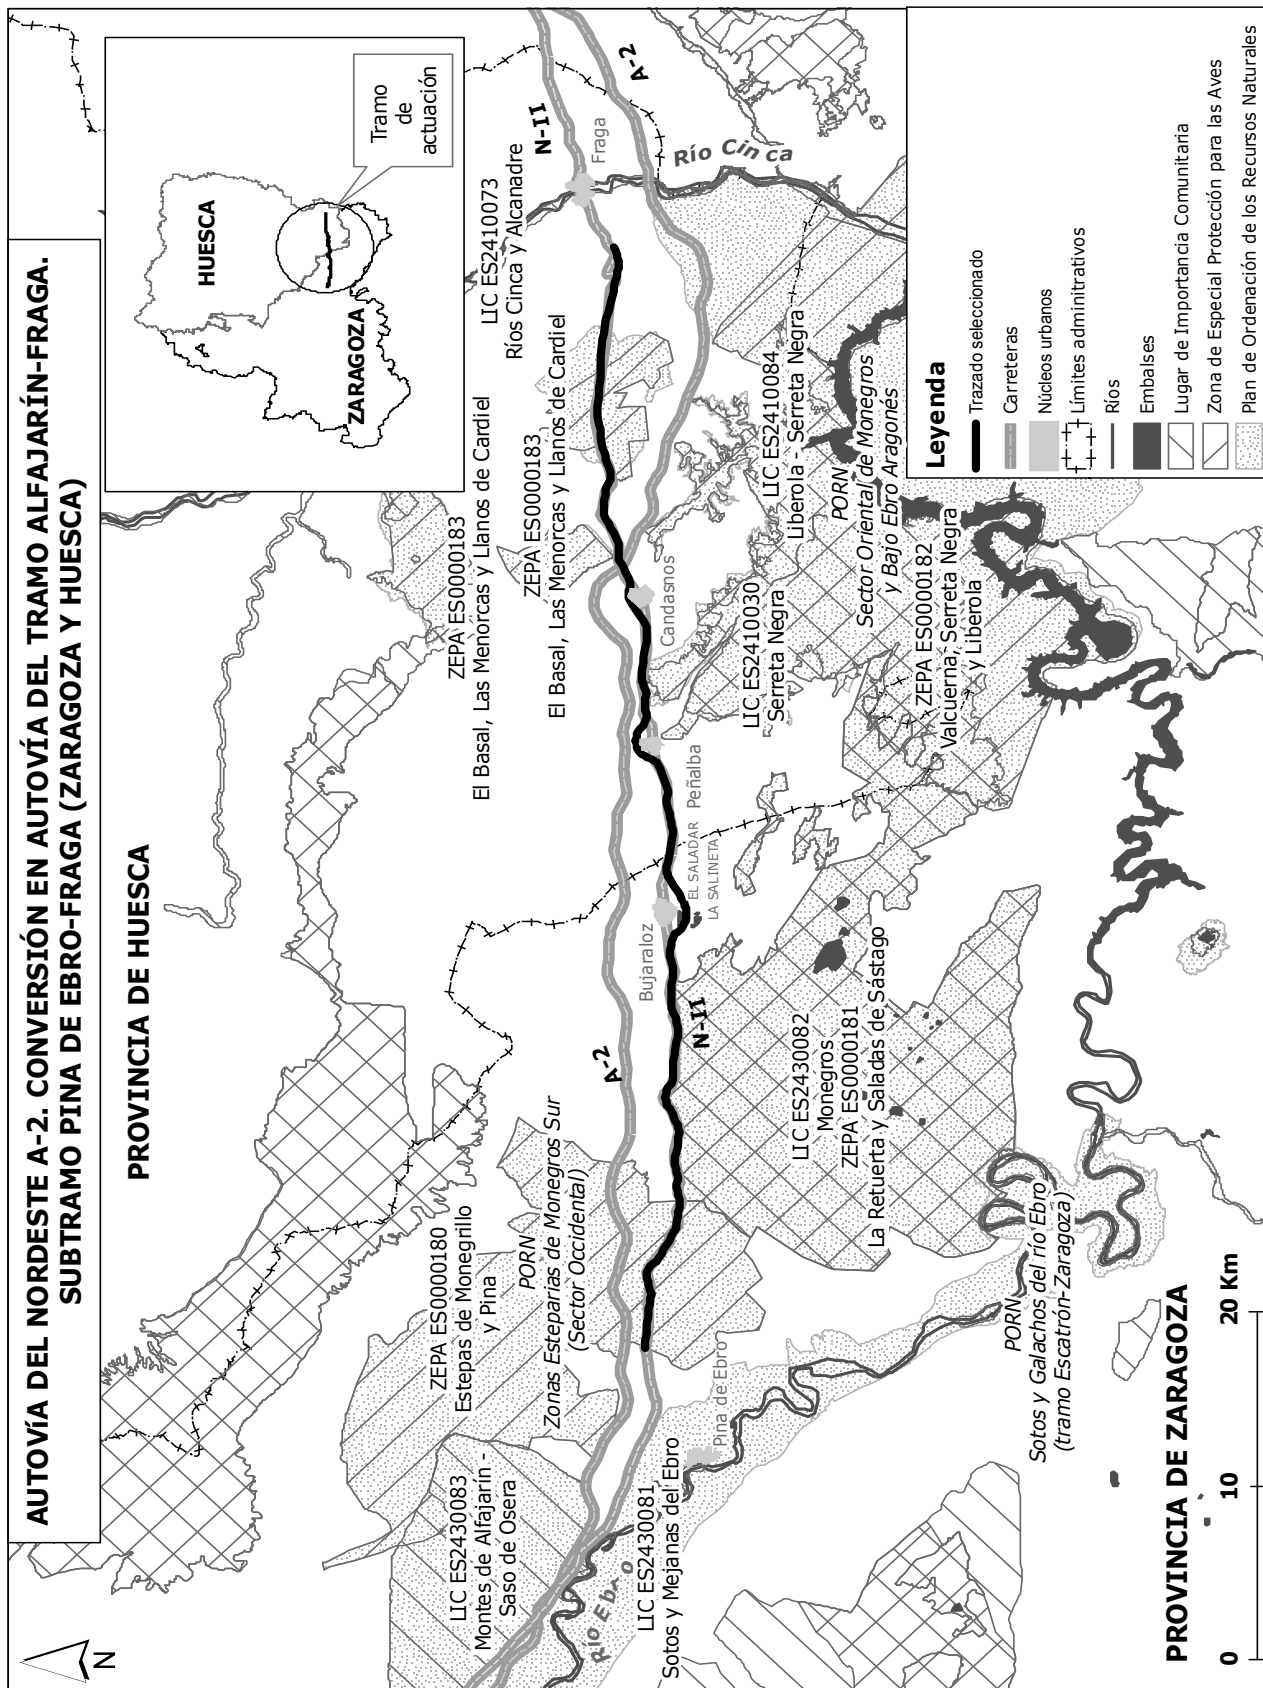 AUTOVÍA DEL NORDESTE A-2. CONVERSIÓN EN AUTOVÍA DEL TRAMO ALFAJARÍN-FRAGA.
SUBTRAMO PINA DE EBRO-FRAGA (ZARAGOZA Y HUESCA)
N
PROVINCIA DE HUESCA
HUESCA
ZARAGOZA
Tramo
de
actuación
ZEPA ES0000183
El Basal, Las Menorcas y Llanos de Cardiel
ZEPA ES0000183
El Basal, Las Menorcas y Llanos de Cardiel
LIC ES2410073
Ríos Cinca y Alcanadre
N-II
Fraga
A-2
Río Cinca
ZEPA ES0000180
Estepas de Monegrillo
y Pina
PORN
Zonas Esteparias de Monegros Sur
(Sector Occidental)
LIC ES2430083
Montes de Alfajarín -
Saso de Osera
A-2
Río Ebro
LIC ES2430081
Sotos y Mejanas del Ebro
Pina de Ebro
Bujaraloz
N-II
EL SALADAR
LA SALINETA
Peñalba
Candasnos
LIC ES2410030
Serreta Negra
LIC ES2410084
Liberola - Serreta Negra
PORN
Sector Oriental de Monegros
y Bajo Ebro Aragonés
ZEPA ES0000182
Valcuerna, Serreta Negra
y Liberola
LIC ES2430082
Monegros
ZEPA ES0000181
La Retuerta y Saladas de Sástago
PORN
Sotos y Galachos del río Ebro
(tramo Escatrón-Zaragoza)
PROVINCIA DE ZARAGOZA
0 10 20 Km
Leyenda
Trazado seleccionado
Carreteras
Núcleos urbanos
Límites adminitrativos
Ríos
Embalses
Lugar de Importancia Comunitaria
Zona de Especial Protección para las Aves
Plan de Ordenación de los Recursos Naturales